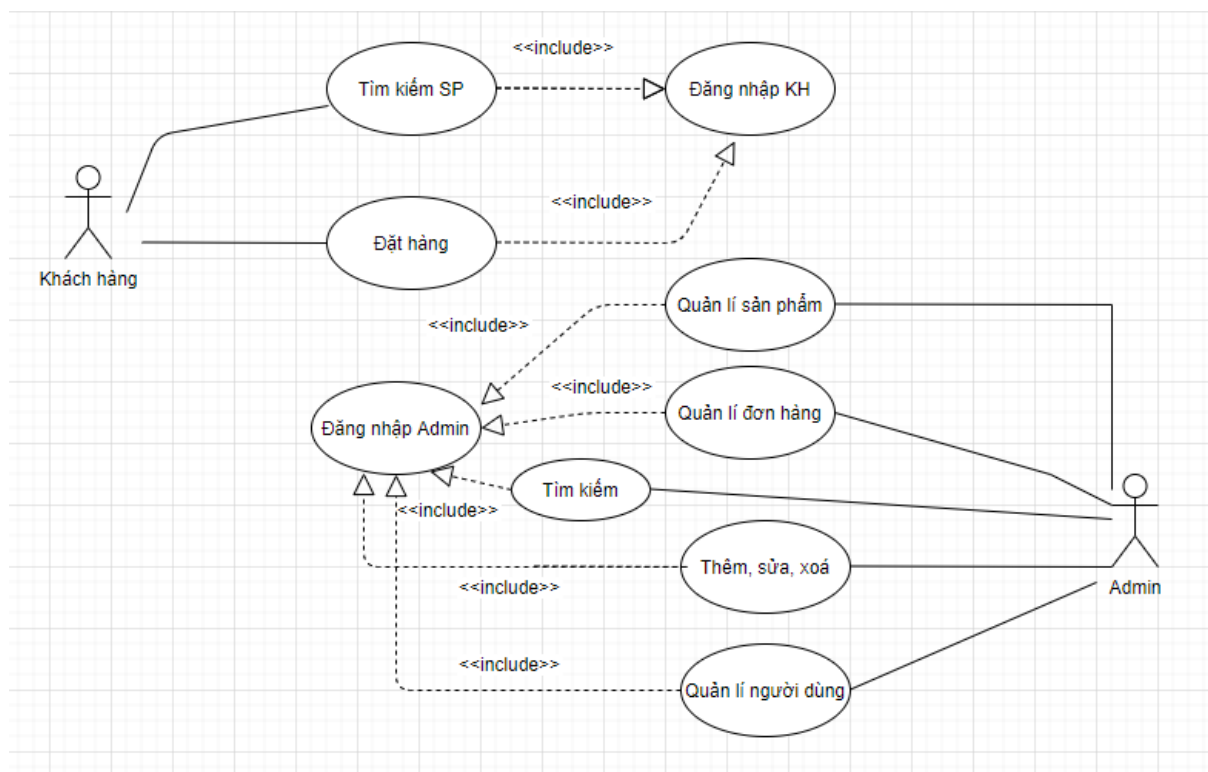 <<include>>
Tìm kiếm SP
Đăng nhập KH
<<include>>
Đặt hàng
Khách hàng
Quản lí sản phẩm
<<include>>
<<include>>
Quản lí đơn hàng
Đăng nhập Admin
Tìm kiếm
<<include>>
Thêm, sửa, xoá
<<include>>
Admin
<<include>>
Quản lí người dùng